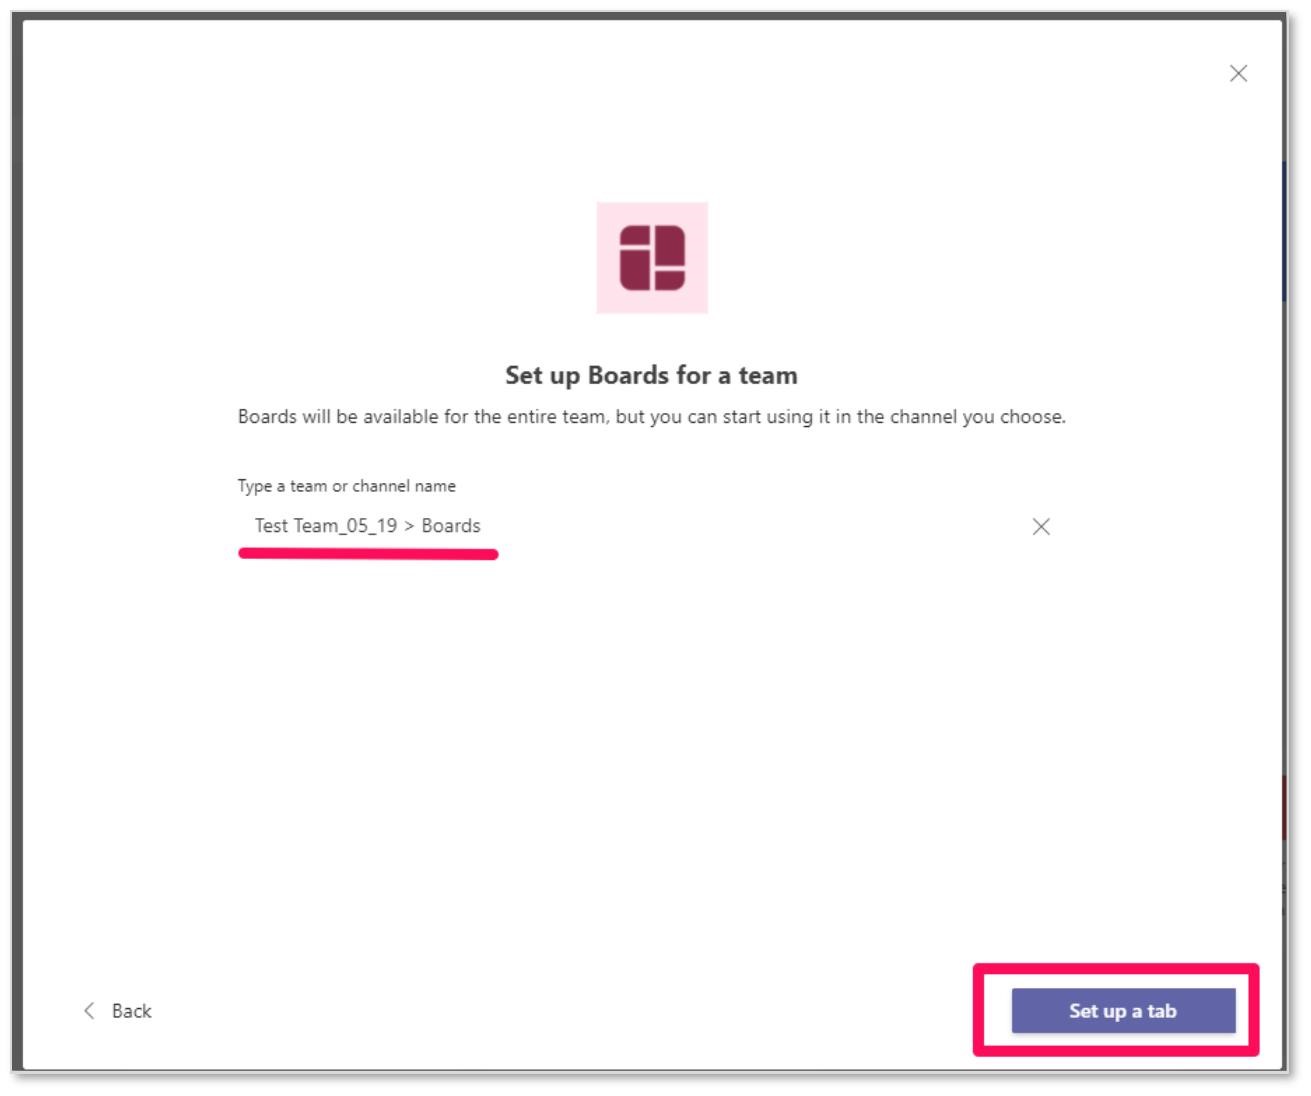 Set up Boards for a team
Boards will be available for the entire team, but you can start using it in the channel you choose.
Type a team or channel name
Test Team_05_19 > Boards
Back
Set up a tab